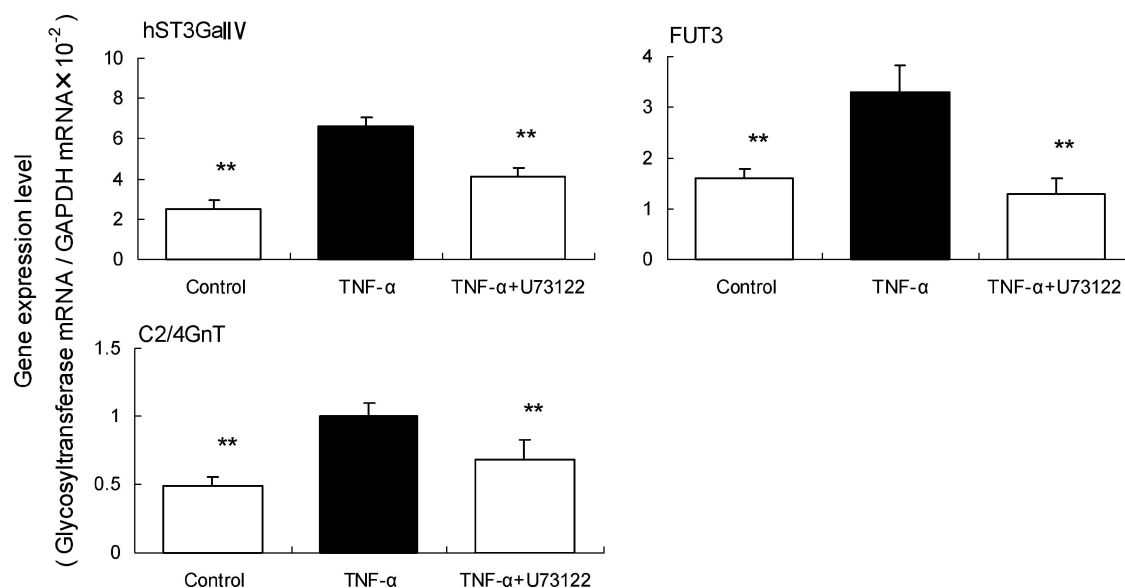 hST3GalⅣ
10
8
6
4
2
0
**
**
Control
TNF-α
TNF-α+U73122
FUT3
4
3
2
1
0
**
**
Control
TNF-α
TNF-α+U73122
Gene expression level
( Glycosyltransferase mRNA / GAPDH mRNA×10-2 )
C2/4GnT
1.5
1
0.5
0
**
**
Control
TNF-α
TNF-α+U73122